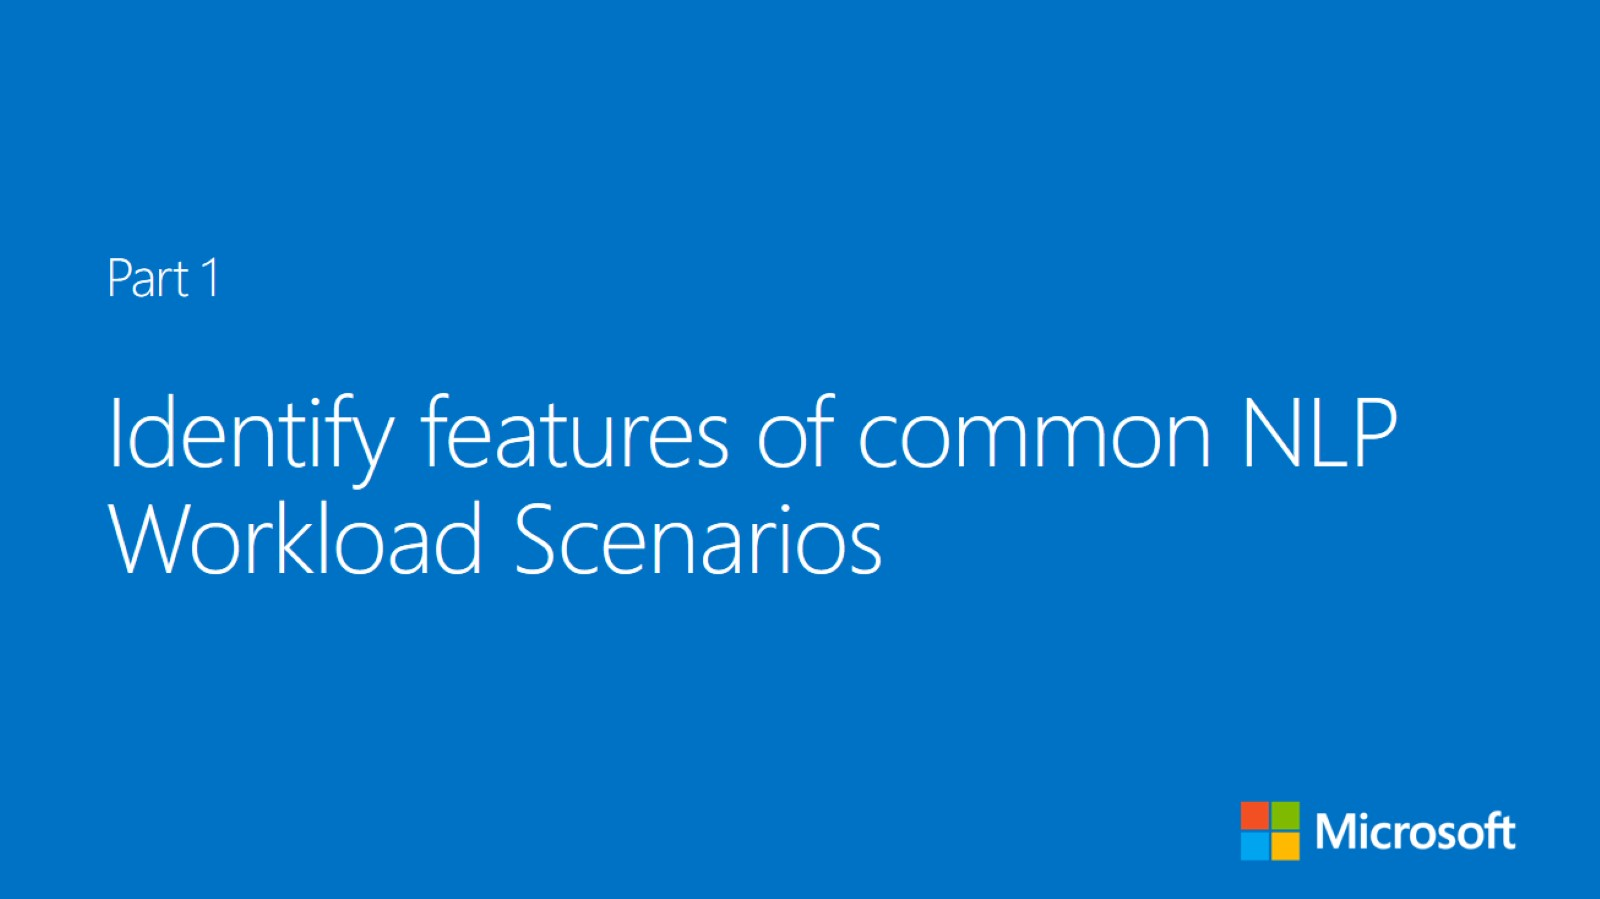 Part 1
Identify features of common NLP
Workload Scenarios
Microsoft